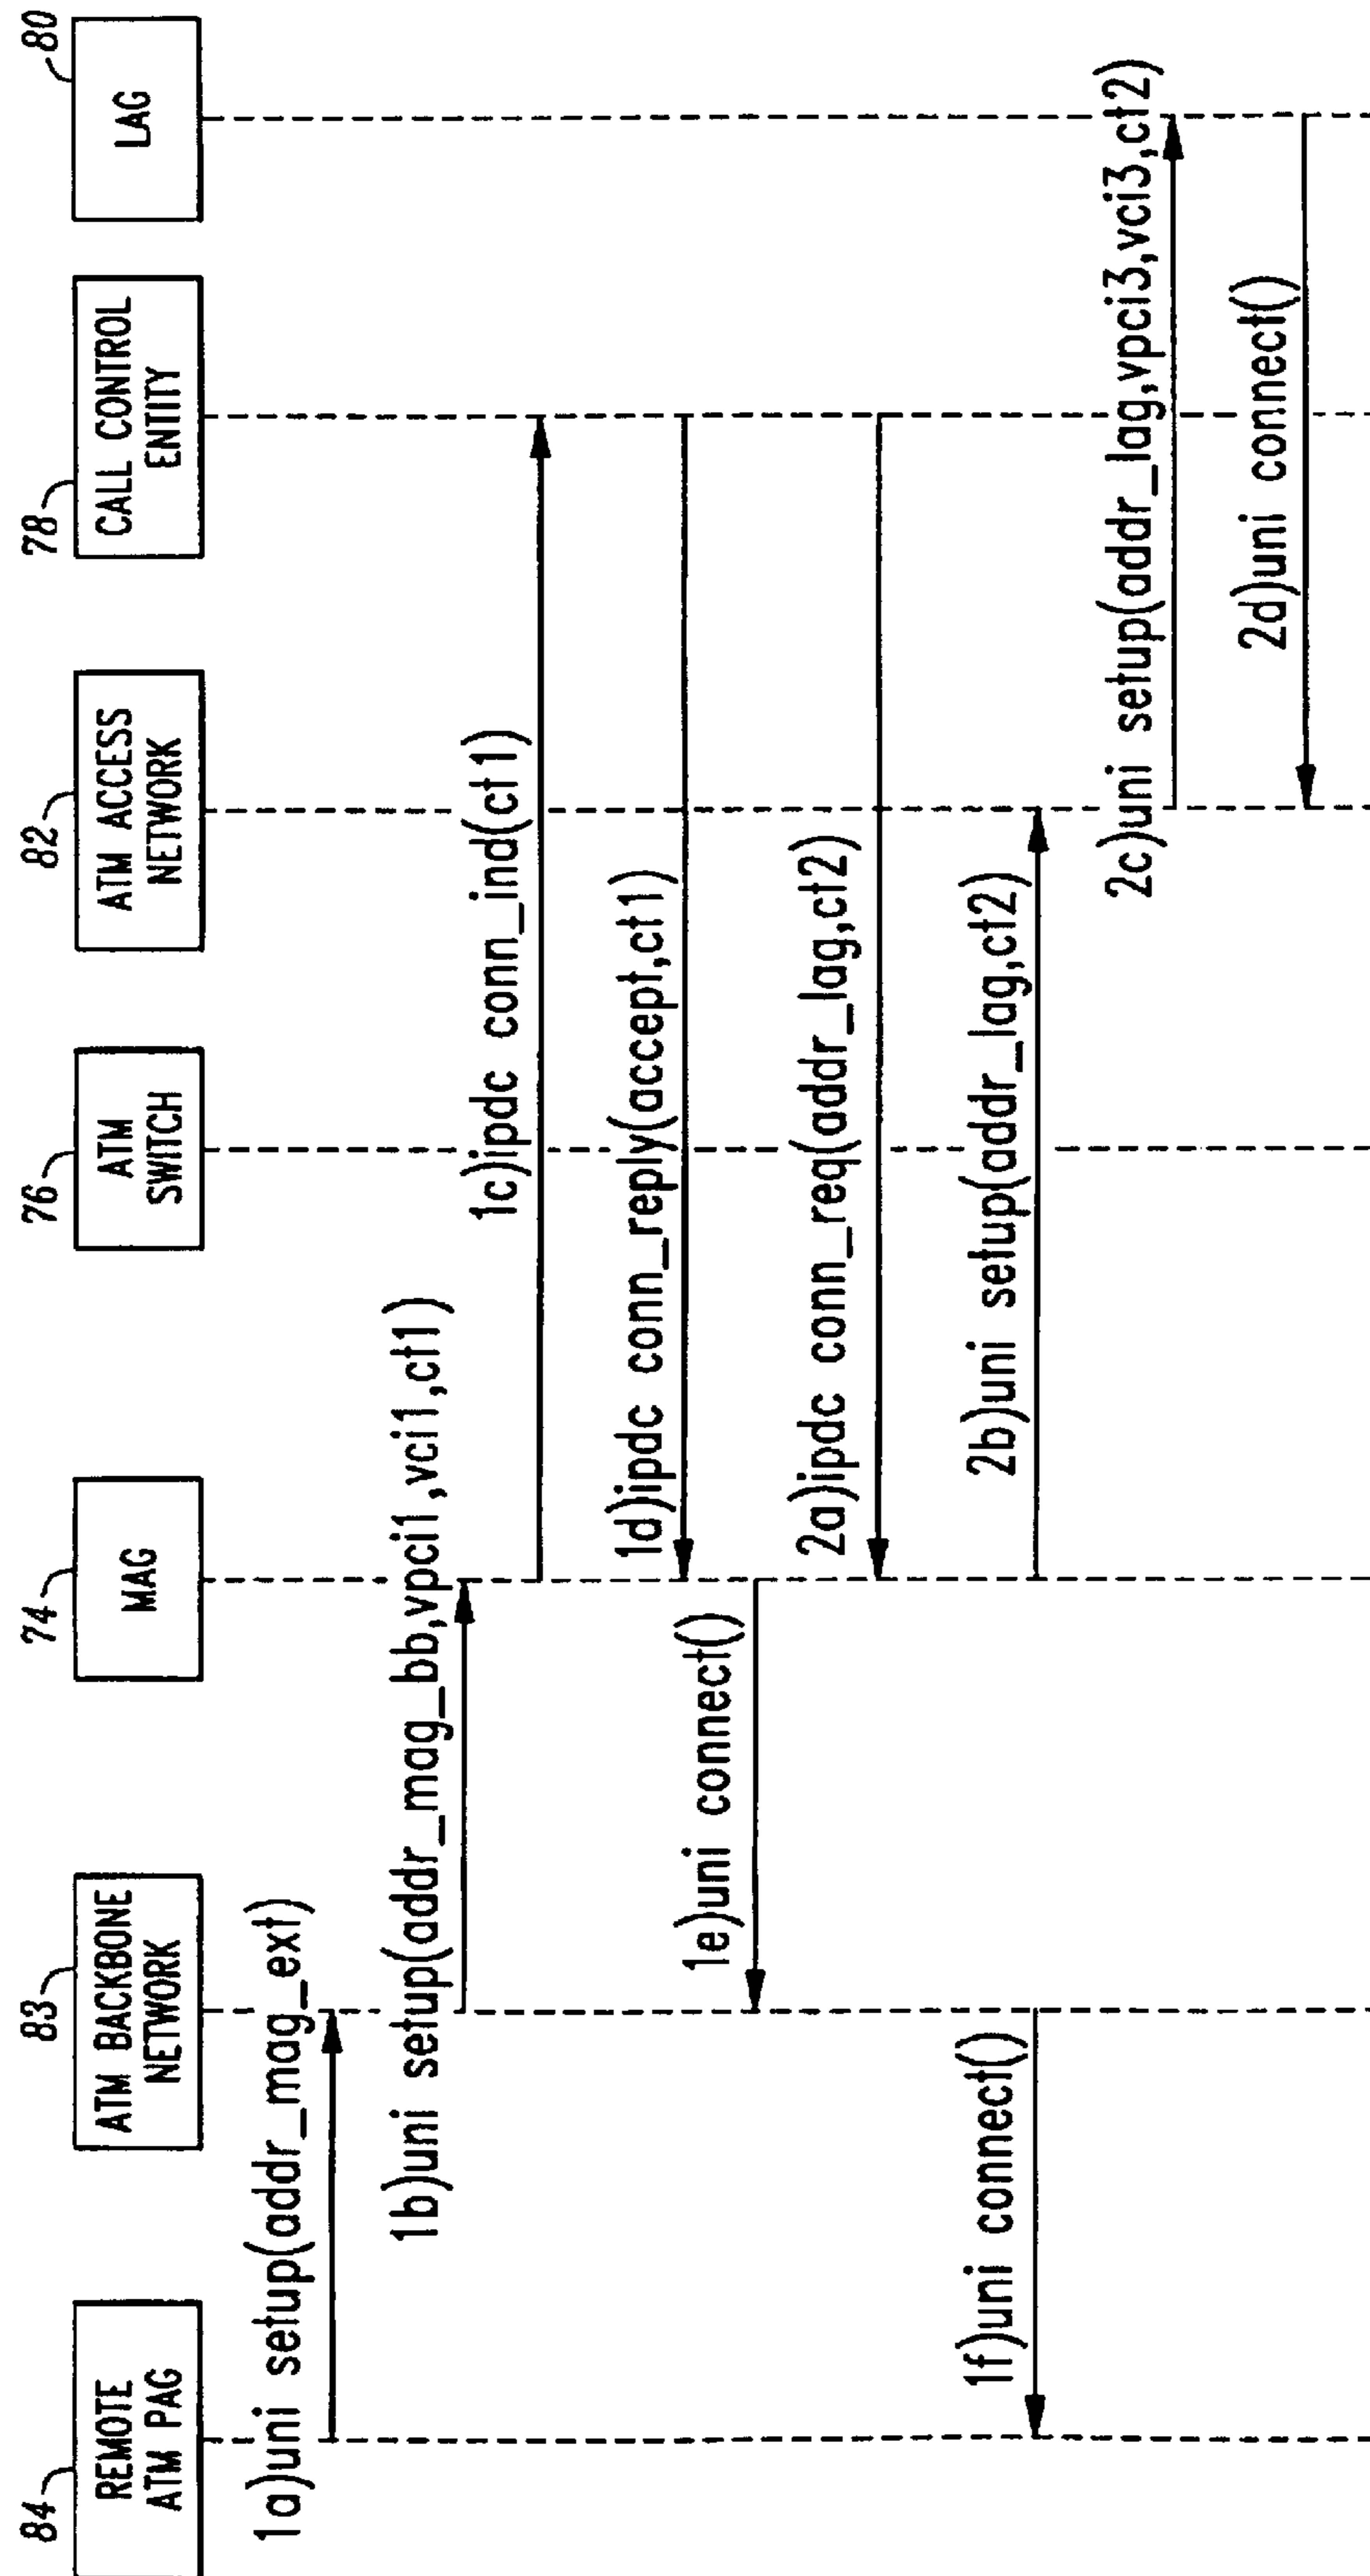 84
REMOTE
ATM PAG
83
ATM BACKBONE
NETWORK
74
MAG
76
ATM
SWITCH
82
ATM ACCESS
NETWORK
78
CALL CONTROL
ENTITY
80
LAG
1a)uni setup(addr_mag_ext)
1b)uni setup(addr_mag_bb,vpci1,vci1,ct1)
1c)ipdc conn_ind(ct1)
1d)ipdc conn_reply(accept,ct1)
1e)uni connect()
2a)ipdc conn_req(addr_lag,ct2)
1f)uni connect()
2b)uni setup(addr_lag,ct2)
2c)uni setup(addr_lag,vpci3,vci3,ct2)
2d)uni connect()